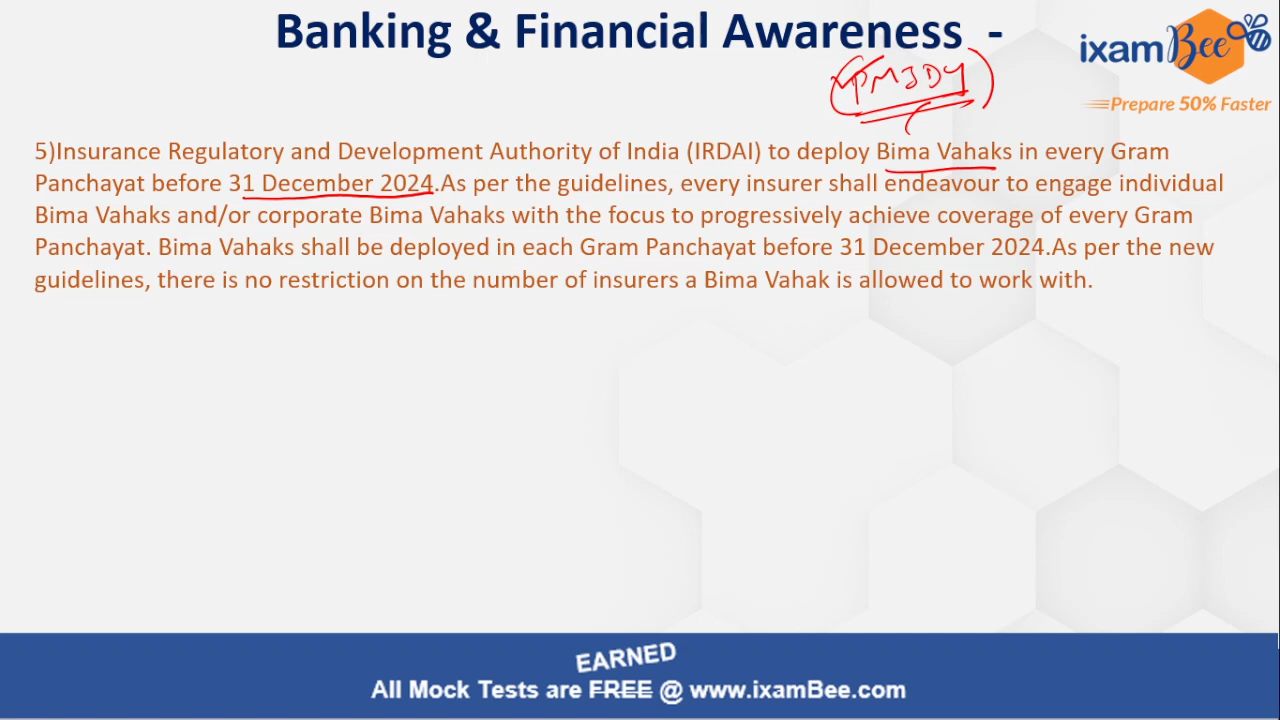 Banking & Financial Awareness -
ixamBee
Prepare 50% Faster
PMJDY
5)Insurance Regulatory and Development Authority of India (IRDAI) to deploy Bima Vahaks in every Gram
Panchayat before 31 December 2024.As per the guidelines, every insurer shall endeavour to engage individual
Bima Vahaks and/or corporate Bima Vahaks with the focus to progressively achieve coverage of every Gram
Panchayat. Bima Vahaks shall be deployed in each Gram Panchayat before 31 December 2024.As per the new
guidelines, there is no restriction on the number of insurers a Bima Vahak is allowed to work with.
EARNED
All Mock Tests are FREE @ www.ixamBee.com